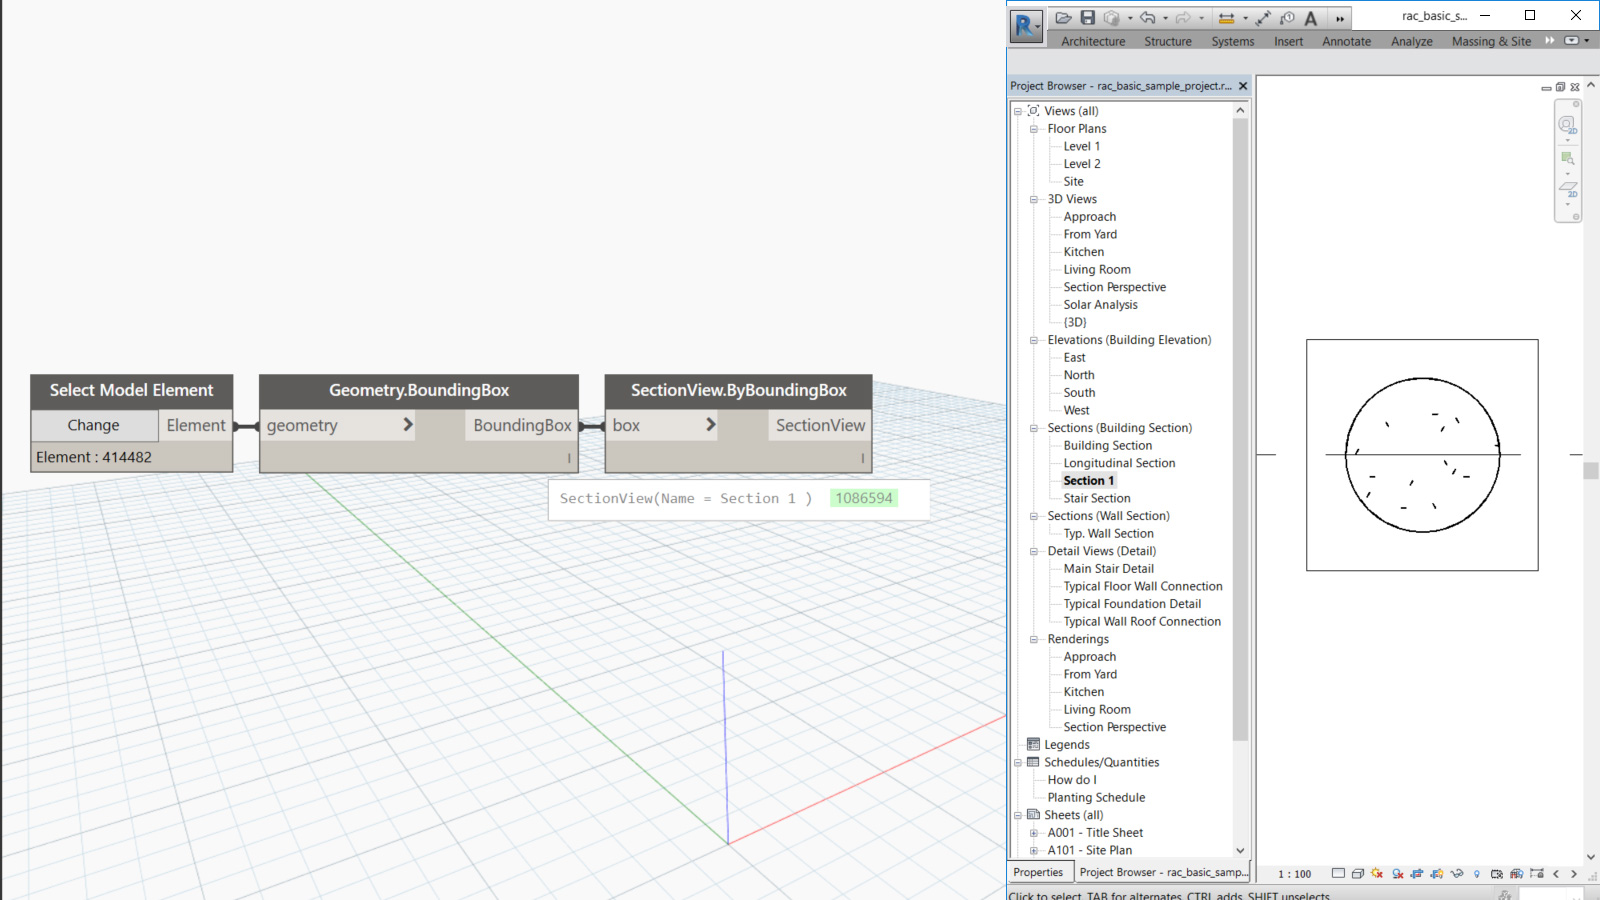 Select Model Element
Change
Element
Element : 414482
Geometry.BoundingBox
geometry
BoundingBox
SectionView.ByBoundingBox
box
SectionView
SectionView(Name = Section 1 ) 1086594
R
A
rac_basic_s...
Architecture Structure Systems Insert Annotate Analyze Massing & Site
Project Browser - rac_basic_sample_project.r...
Views (all)
Floor Plans
Level 1
Level 2
Site
3D Views
Approach
From Yard
Kitchen
Living Room
Section Perspective
Solar Analysis
{3D}
Elevations (Building Elevation)
East
North
South
West
Sections (Building Section)
Building Section
Longitudinal Section
Section 1
Stair Section
Sections (Wall Section)
Typ. Wall Section
Detail Views (Detail)
Main Stair Detail
Typical Floor Wall Connection
Typical Foundation Detail
Typical Wall Roof Connection
Renderings
Approach
From Yard
Kitchen
Living Room
Section Perspective
Legends
Schedules/Quantities
How do I
Planting Schedule
Sheets (all)
A001 - Title Sheet
A101 - Site Plan
Properties
Project Browser - rac_basic_samp...
2D
2D
1 : 100
Click to select, TAB for alternates, CTRL adds, SHIFT unselects.